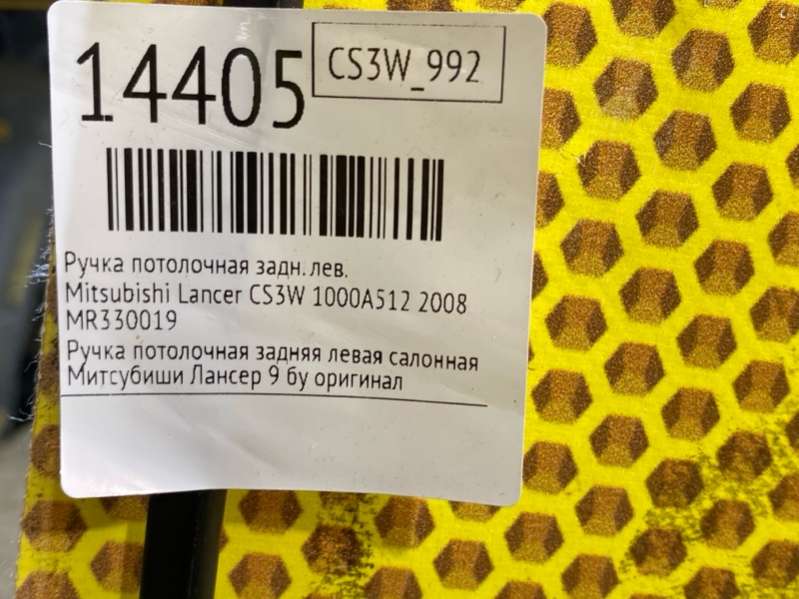 14405
CS3W_992
Ручка потолочная задн.лев.
Mitsubishi Lancer CS3W 1000A512 2008
MR330019
Ручка потолочная задняя левая салонная
Митсубиши Лансер 9 бу оригинал